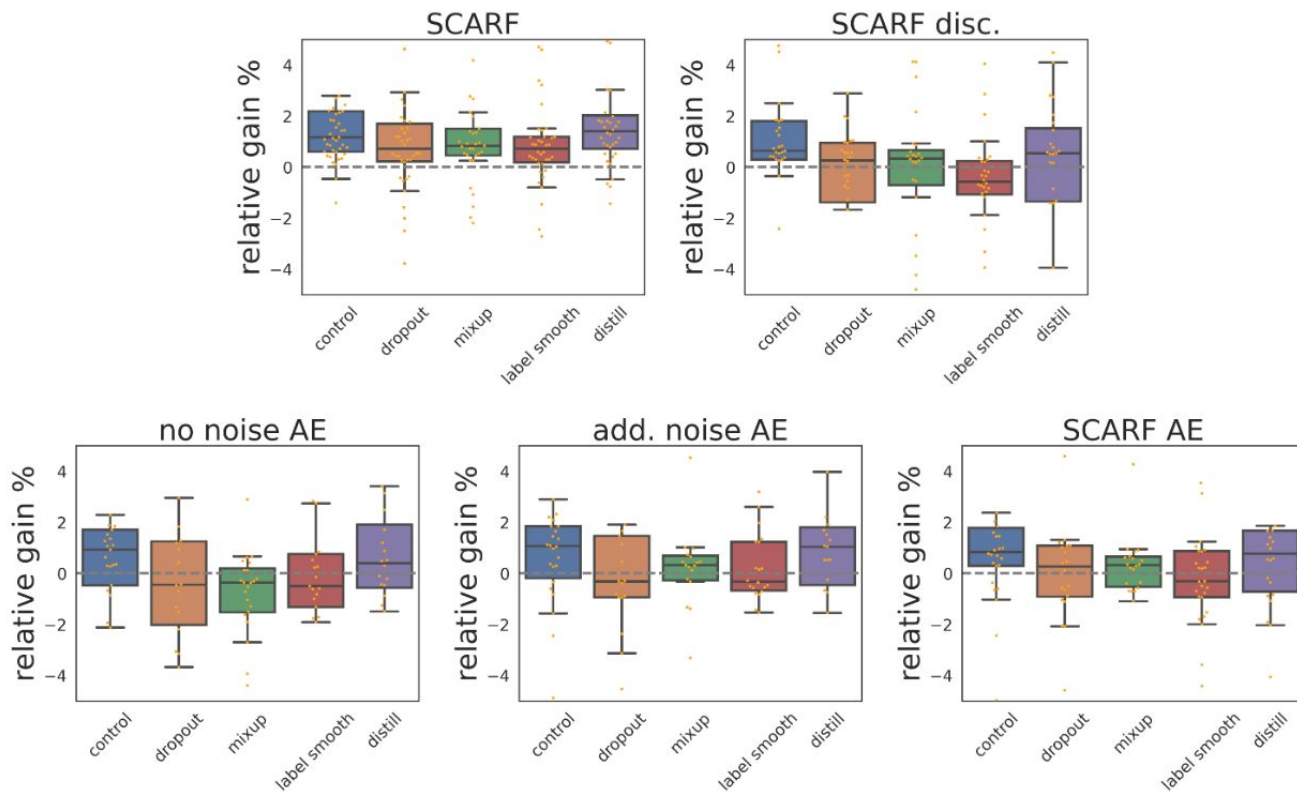 SCARF
SCARF disc.
relative gain %
4
2
0
−2
−4
control
dropout
mixup
label smooth
distill
relative gain %
4
2
0
−2
−4
control
dropout
mixup
label smooth
distill
no noise AE
add. noise AE
SCARF AE
relative gain %
4
2
0
−2
−4
control
dropout
mixup
label smooth
distill
relative gain %
4
2
0
−2
−4
control
dropout
mixup
label smooth
distill
relative gain %
4
2
0
−2
−4
control
dropout
mixup
label smooth
distill